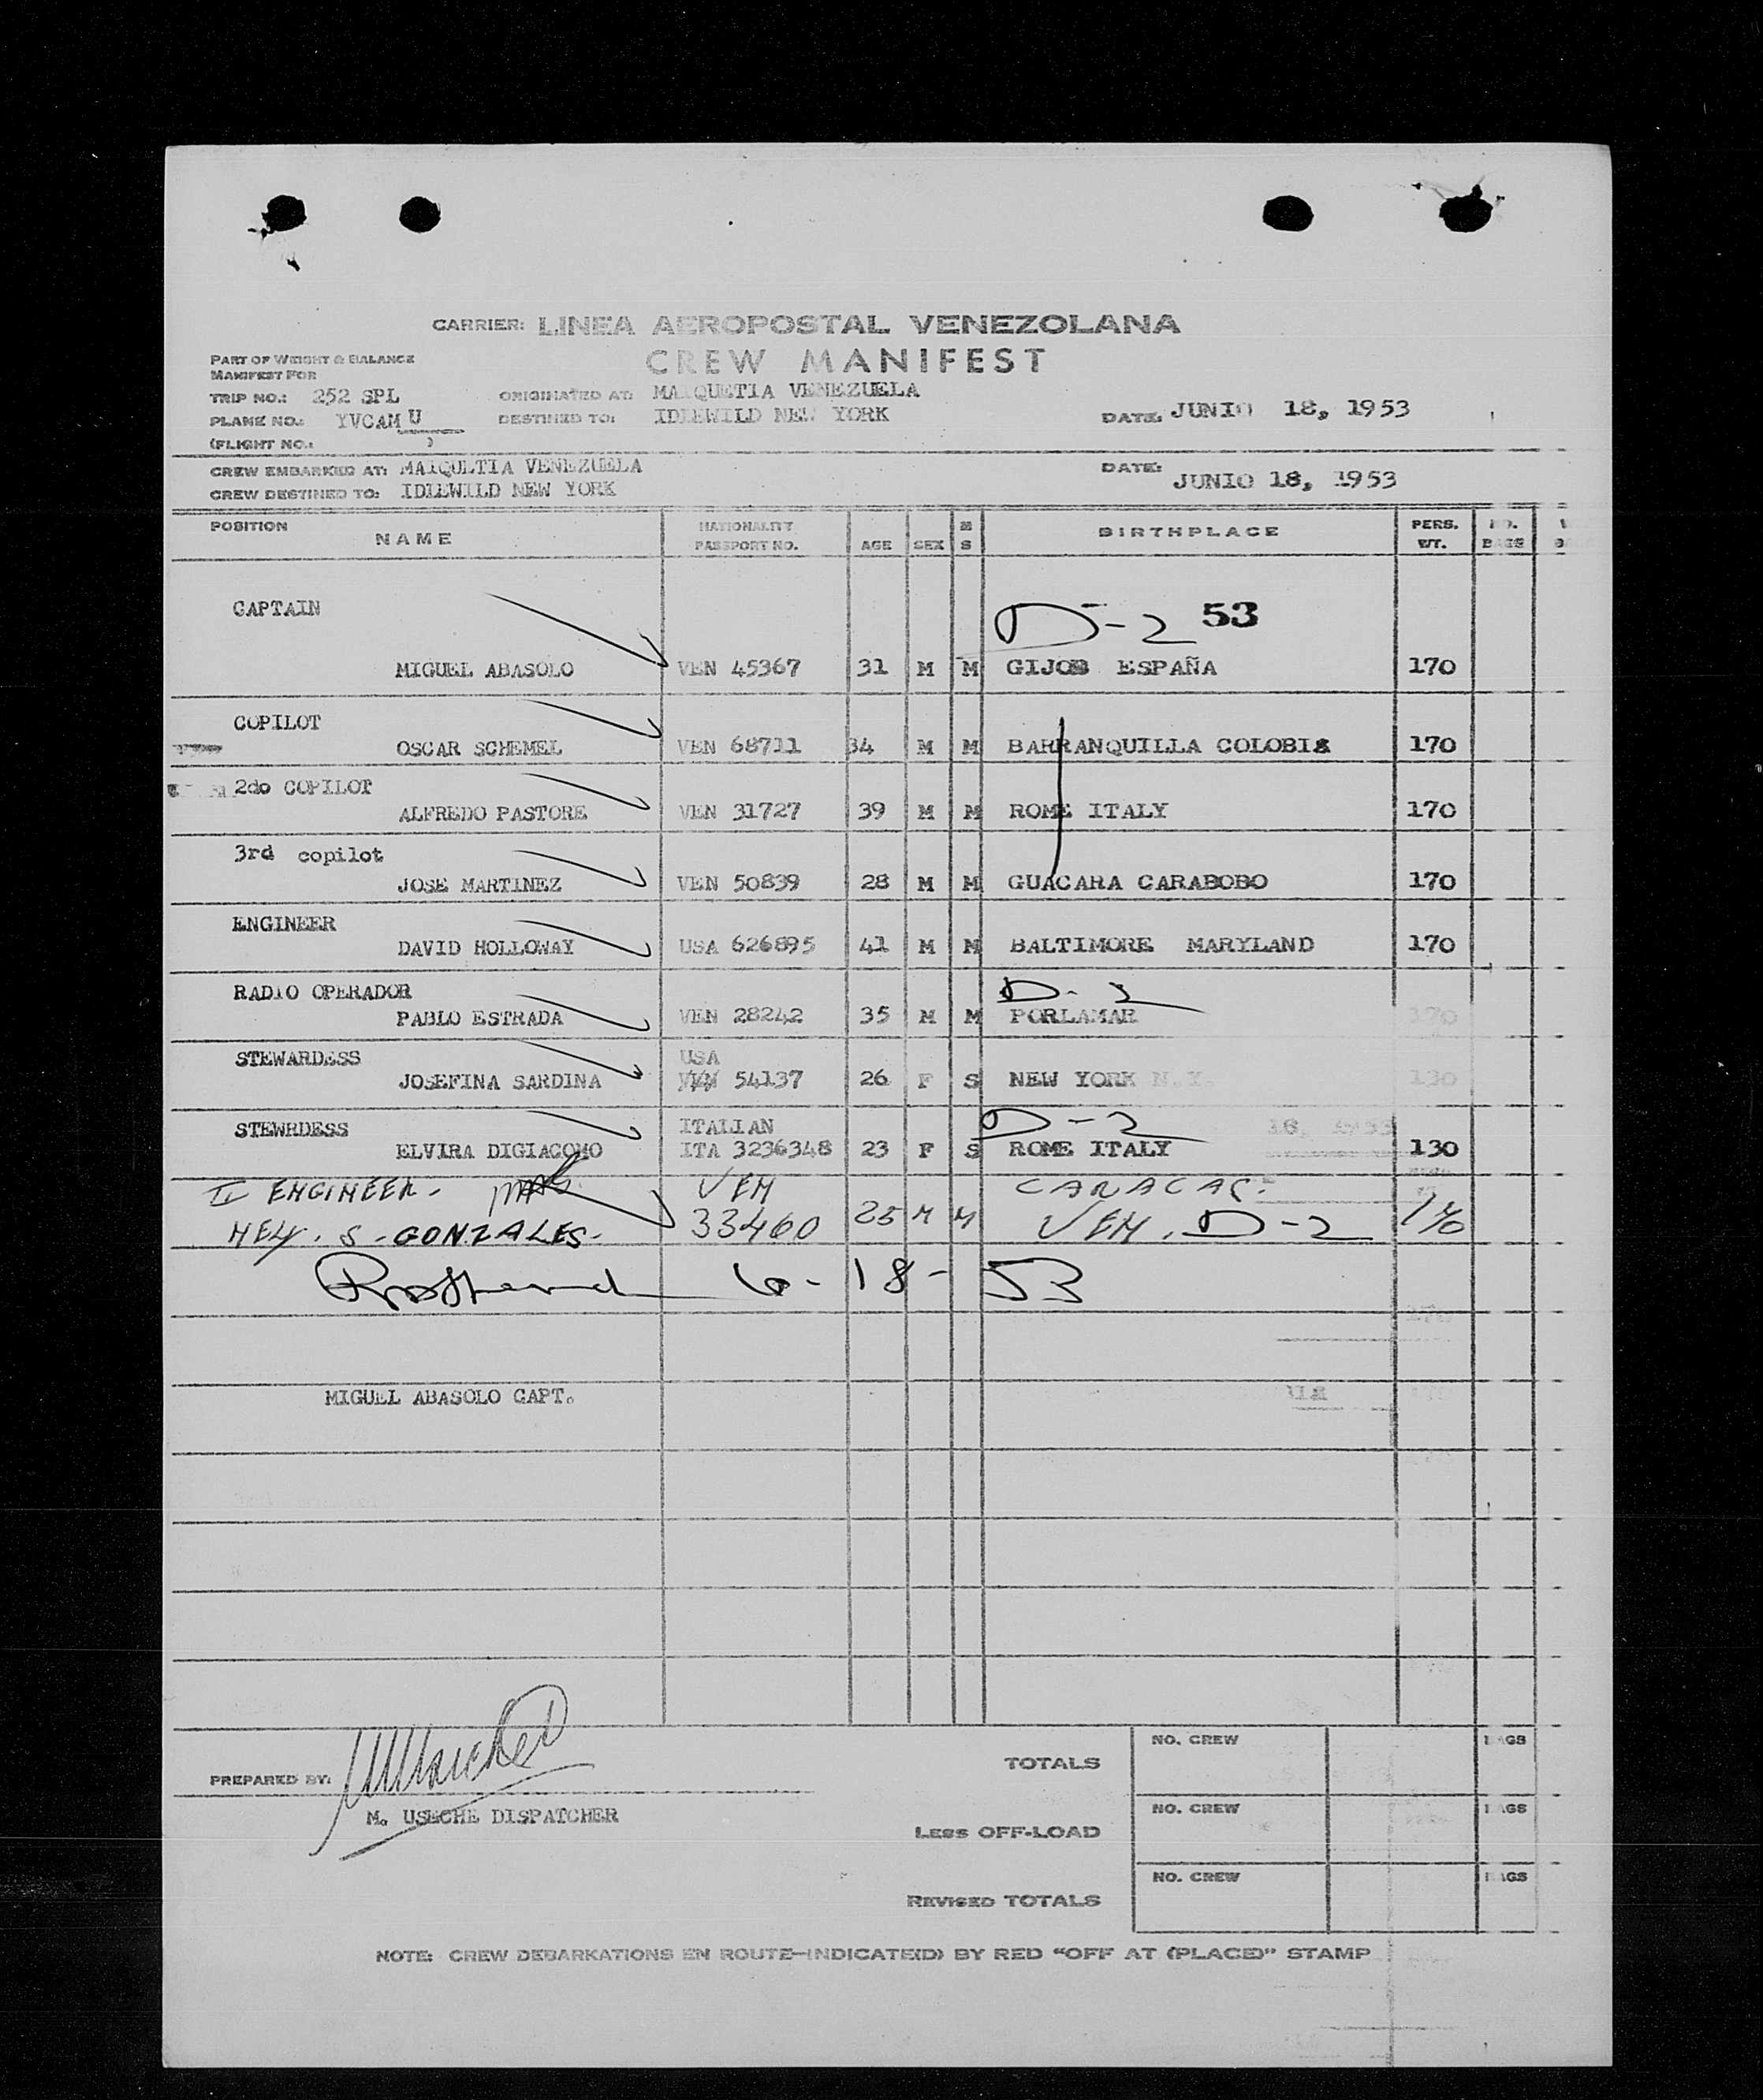 CARRIER: LINEA AEROPOSTAL VENEZOLANA
CREW MANIFEST
PART OF WEIGHT & BALANCE
MANIFEST FOR
TRIP NO.: 252 SPL ORIGINATED AT: MAIQUETIA VENEZUELA
PLANE NO.: YVCAM U DESTINED TO: IDLEWILD NEW YORK DATE: JUNIO 18, 1953
(FLIGHT NO.: )
CREW EMBARKED AT: MAIQUETIA VENEZUELA DATE: JUNIO 18, 1953
CREW DESTINED TO: IDLEWILD NEW YORK
POSITION NAME NATIONALITY PASSPORT NO. AGE SEX M S BIRTHPLACE PERS. WT. NO. BAGS
CAPTAIN D-2 53
MIGUEL ABASOLO VEN 45367 31 M M GIJOS ESPAÑA 170
COPILOT
OSCAR SCHEMEL VEN 68711 34 M M BARRANQUILLA COLOBIA 170
2do COPILOT
ALFREDO PASTORE VEN 31727 39 M M ROME ITALY 170
3rd copilot
JOSE MARTINEZ VEN 50839 28 M M GUACARA CARABOBO 170
ENGINEER
DAVID HOLLOWAY USA 626895 41 M M BALTIMORE MARYLAND 170
RADIO OPERADOR D-2
PABLO ESTRADA VEN 28242 35 M M PORLAMAR 170
STEWARDESS USA
JOSEFINA SARDINA VEN 54137 26 F S NEW YORK N.Y. 130
STEWRDESS ITALIAN D-2 18, 1953
ELVIRA DIGIACOMO ITA 3236348 23 F S ROME ITALY 130
II ENGINEER. VEN CARACAS.
HELY. S. GONZALES. 33460 25 M M VEN. D-2 170
6-18-53
MIGUEL ABASOLO CAPT.
PREPARED BY:
M. USECHE DISPATCHER
TOTALS NO. CREW BAGS
LESS OFF-LOAD NO. CREW BAGS
REVISED TOTALS NO. CREW BAGS
NOTE: CREW DEBARKATIONS EN ROUTE—INDICATE(D) BY RED "OFF AT (PLACE)" STAMP